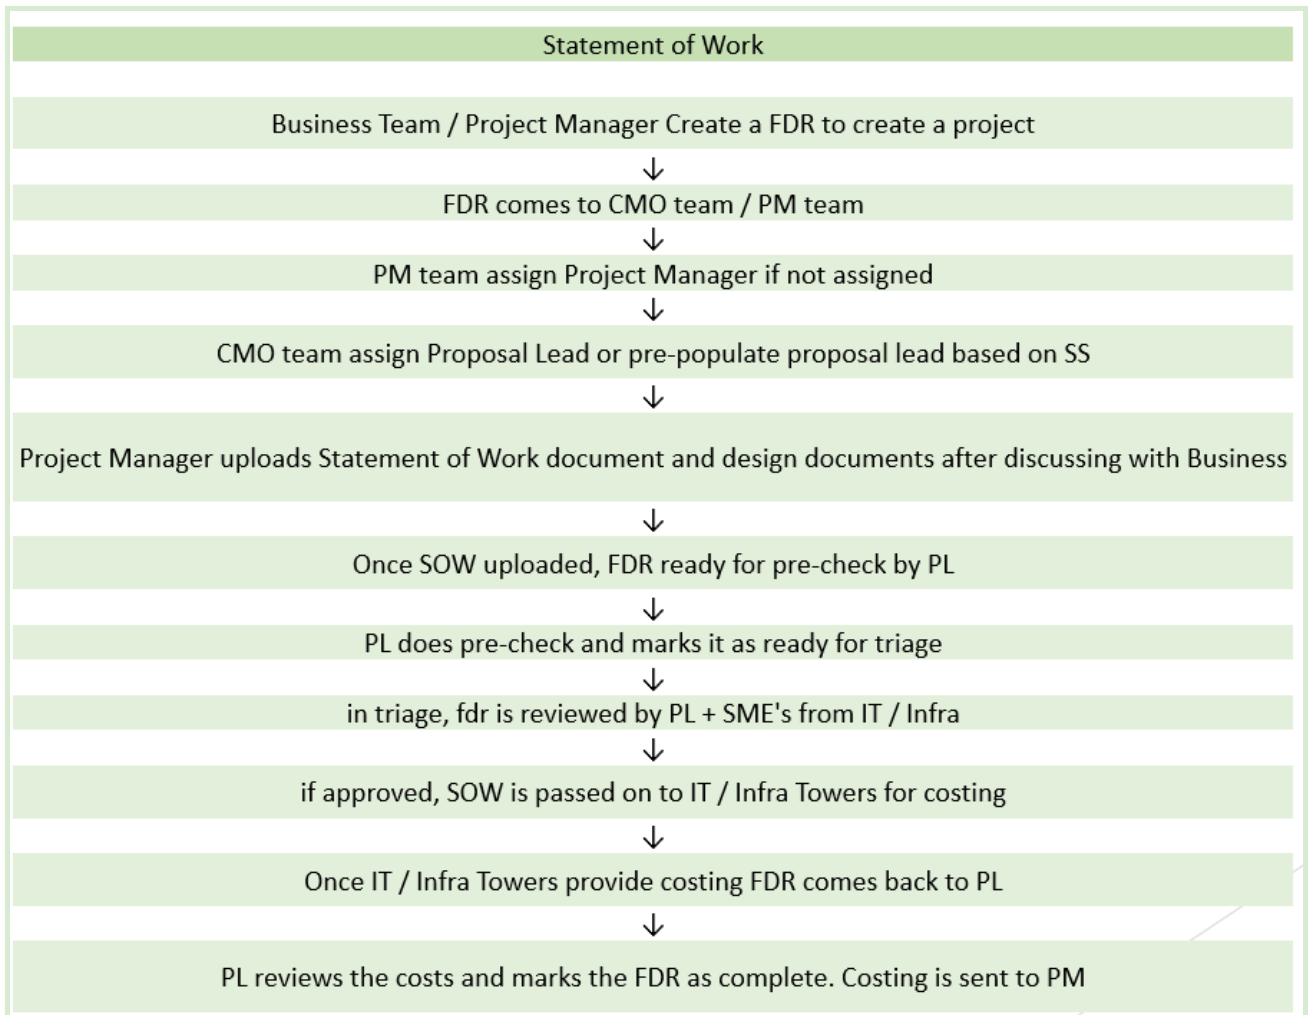 Statement of Work
Business Team / Project Manager Create a FDR to create a project
↓
FDR comes to CMO team / PM team
↓
PM team assign Project Manager if not assigned
↓
CMO team assign Proposal Lead or pre-populate proposal lead based on SS
↓
Project Manager uploads Statement of Work document and design documents after discussing with Business
↓
Once SOW uploaded, FDR ready for pre-check by PL
↓
PL does pre-check and marks it as ready for triage
↓
in triage, fdr is reviewed by PL + SME's from IT / Infra
↓
if approved, SOW is passed on to IT / Infra Towers for costing
↓
Once IT / Infra Towers provide costing FDR comes back to PL
↓
PL reviews the costs and marks the FDR as complete. Costing is sent to PM